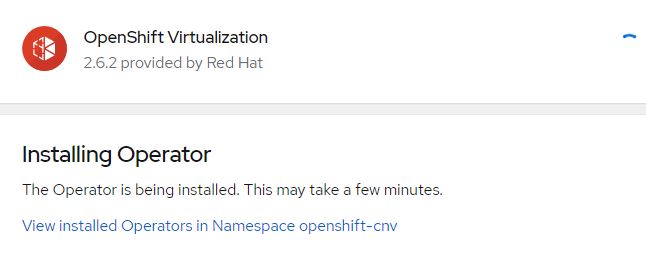 OpenShift Virtualization
2.6.2 provided by Red Hat
Installing Operator
The Operator is being installed. This may take a few minutes.
View installed Operators in Namespace openshift-cnv